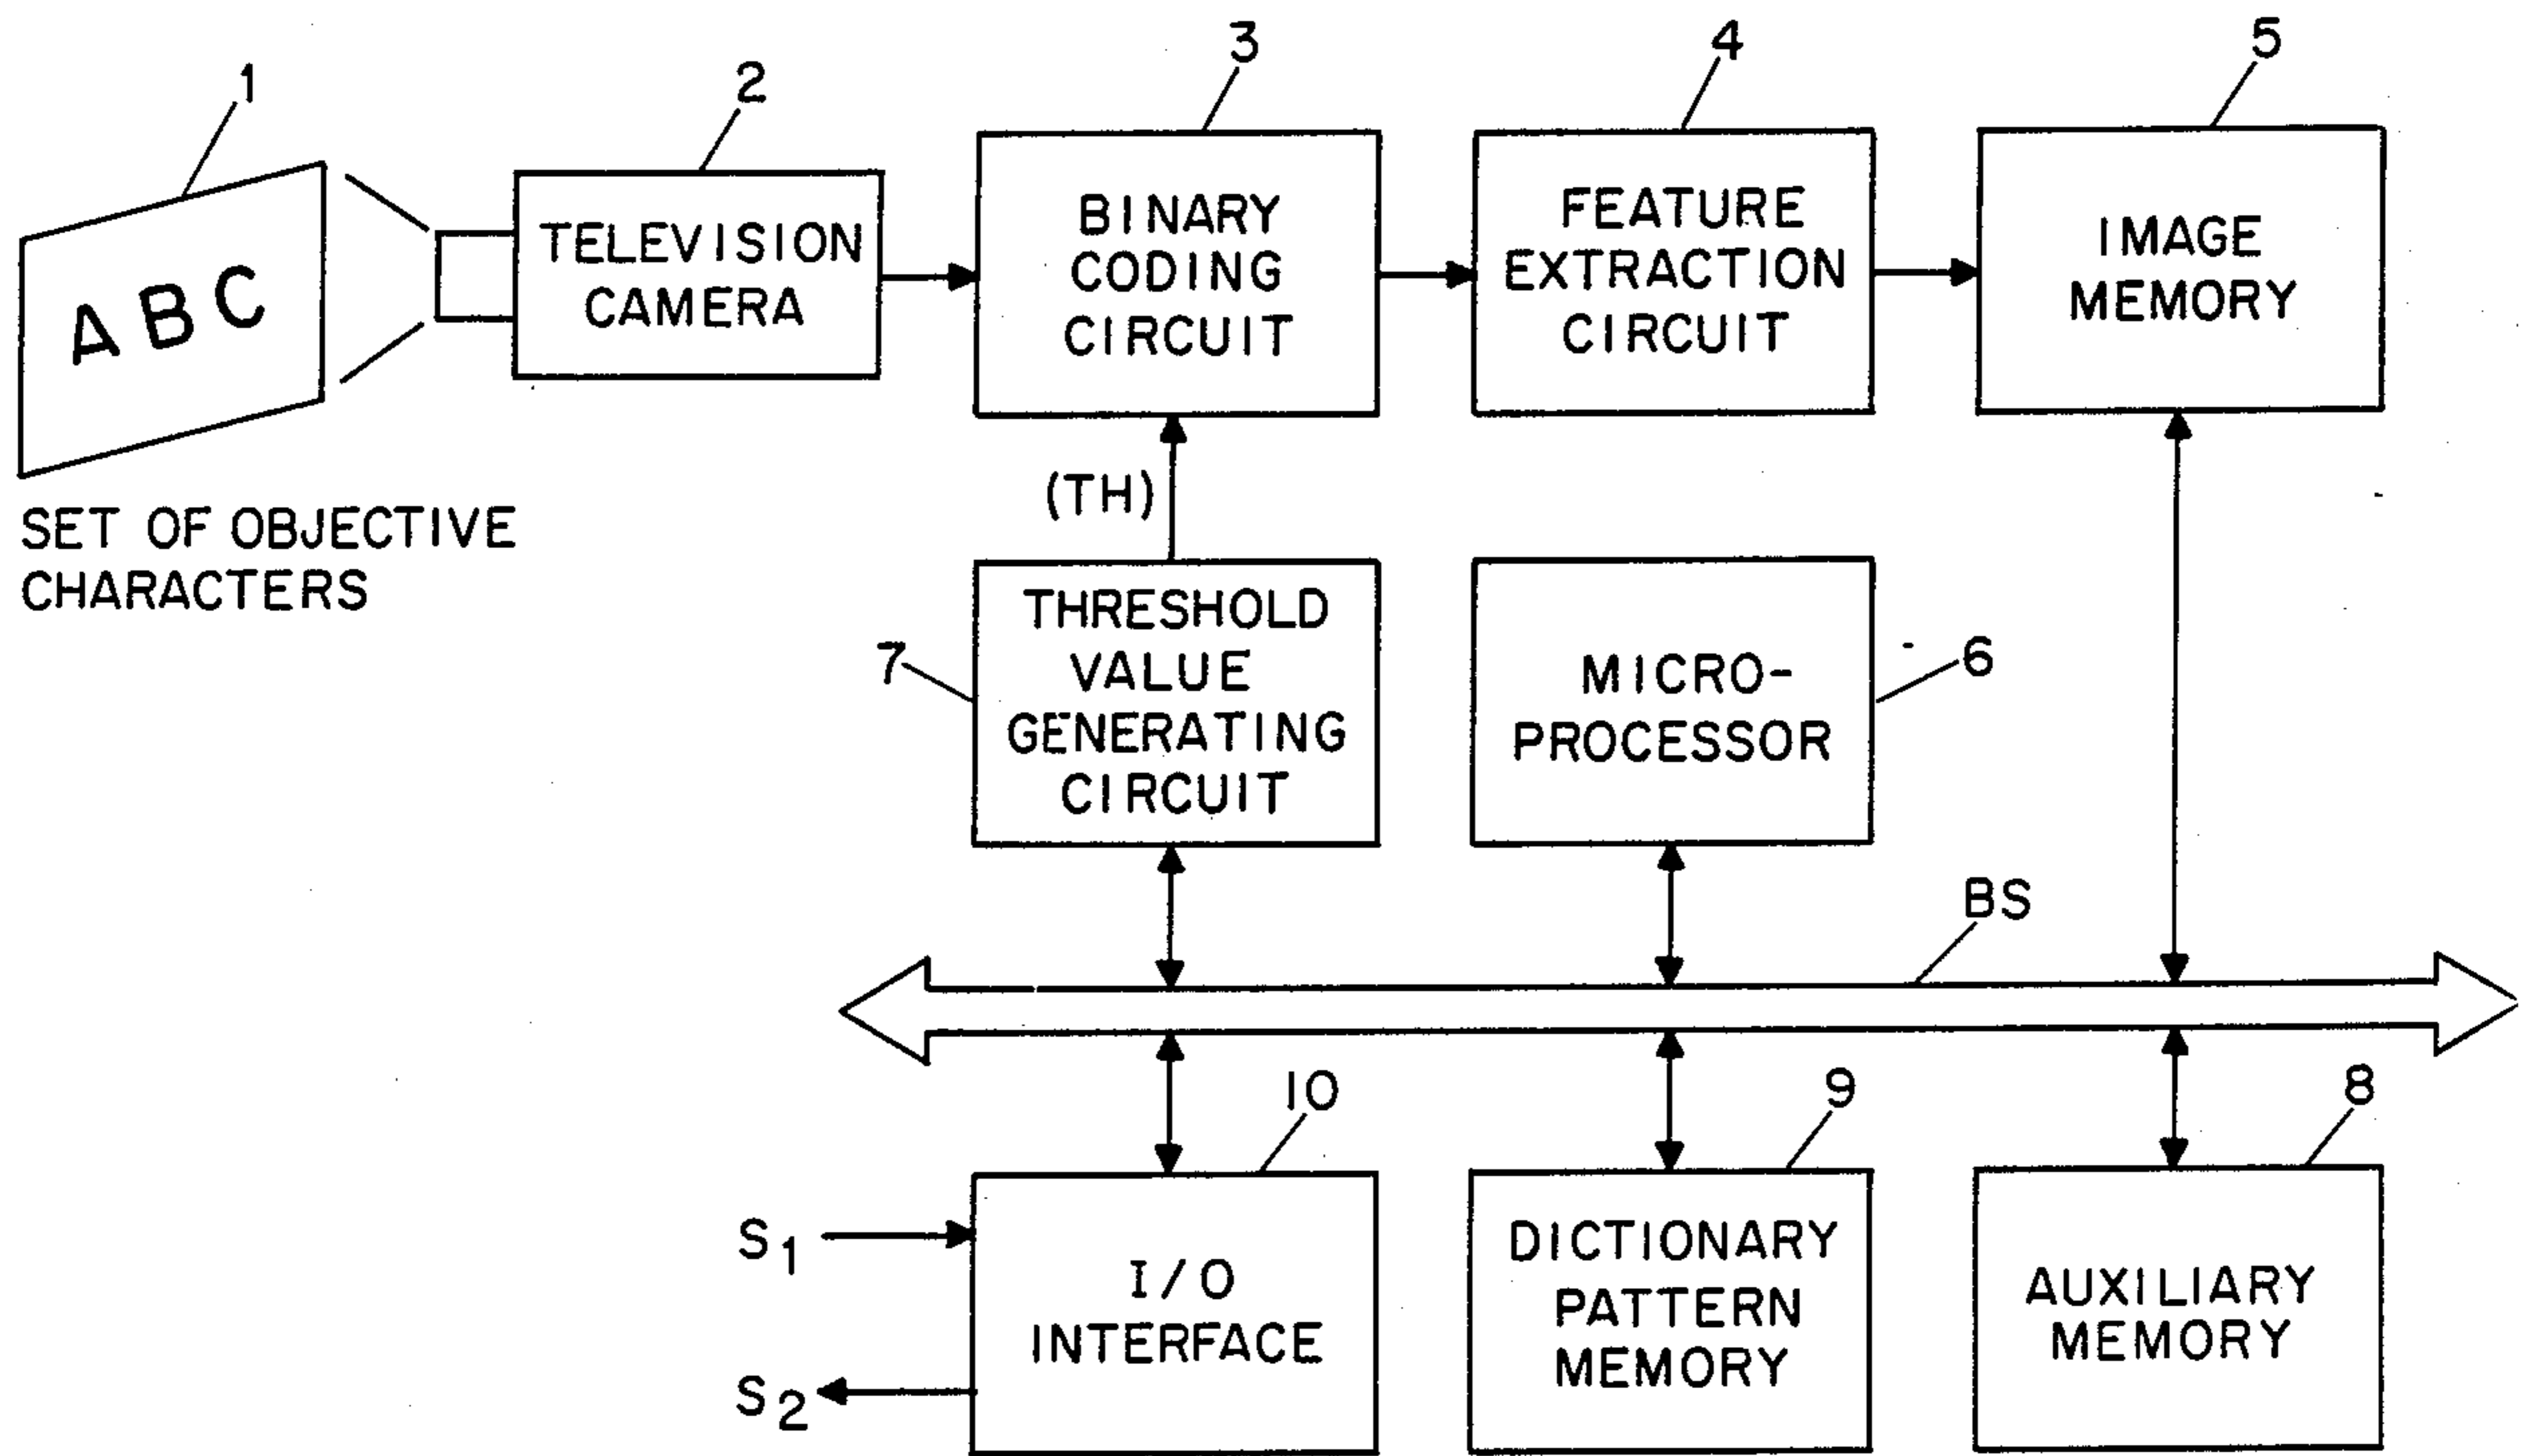 1
2
3
4
5
ABC
TELEVISION
CAMERA
BINARY
CODING
CIRCUIT
FEATURE
EXTRACTION
CIRCUIT
IMAGE
MEMORY
(TH)
SET OF OBJECTIVE
CHARACTERS
7
THRESHOLD
VALUE
GENERATING
CIRCUIT
MICRO-
PROCESSOR
6
BS
10
9
8
S1
S2
I/O
INTERFACE
DICTIONARY
PATTERN
MEMORY
AUXILIARY
MEMORY